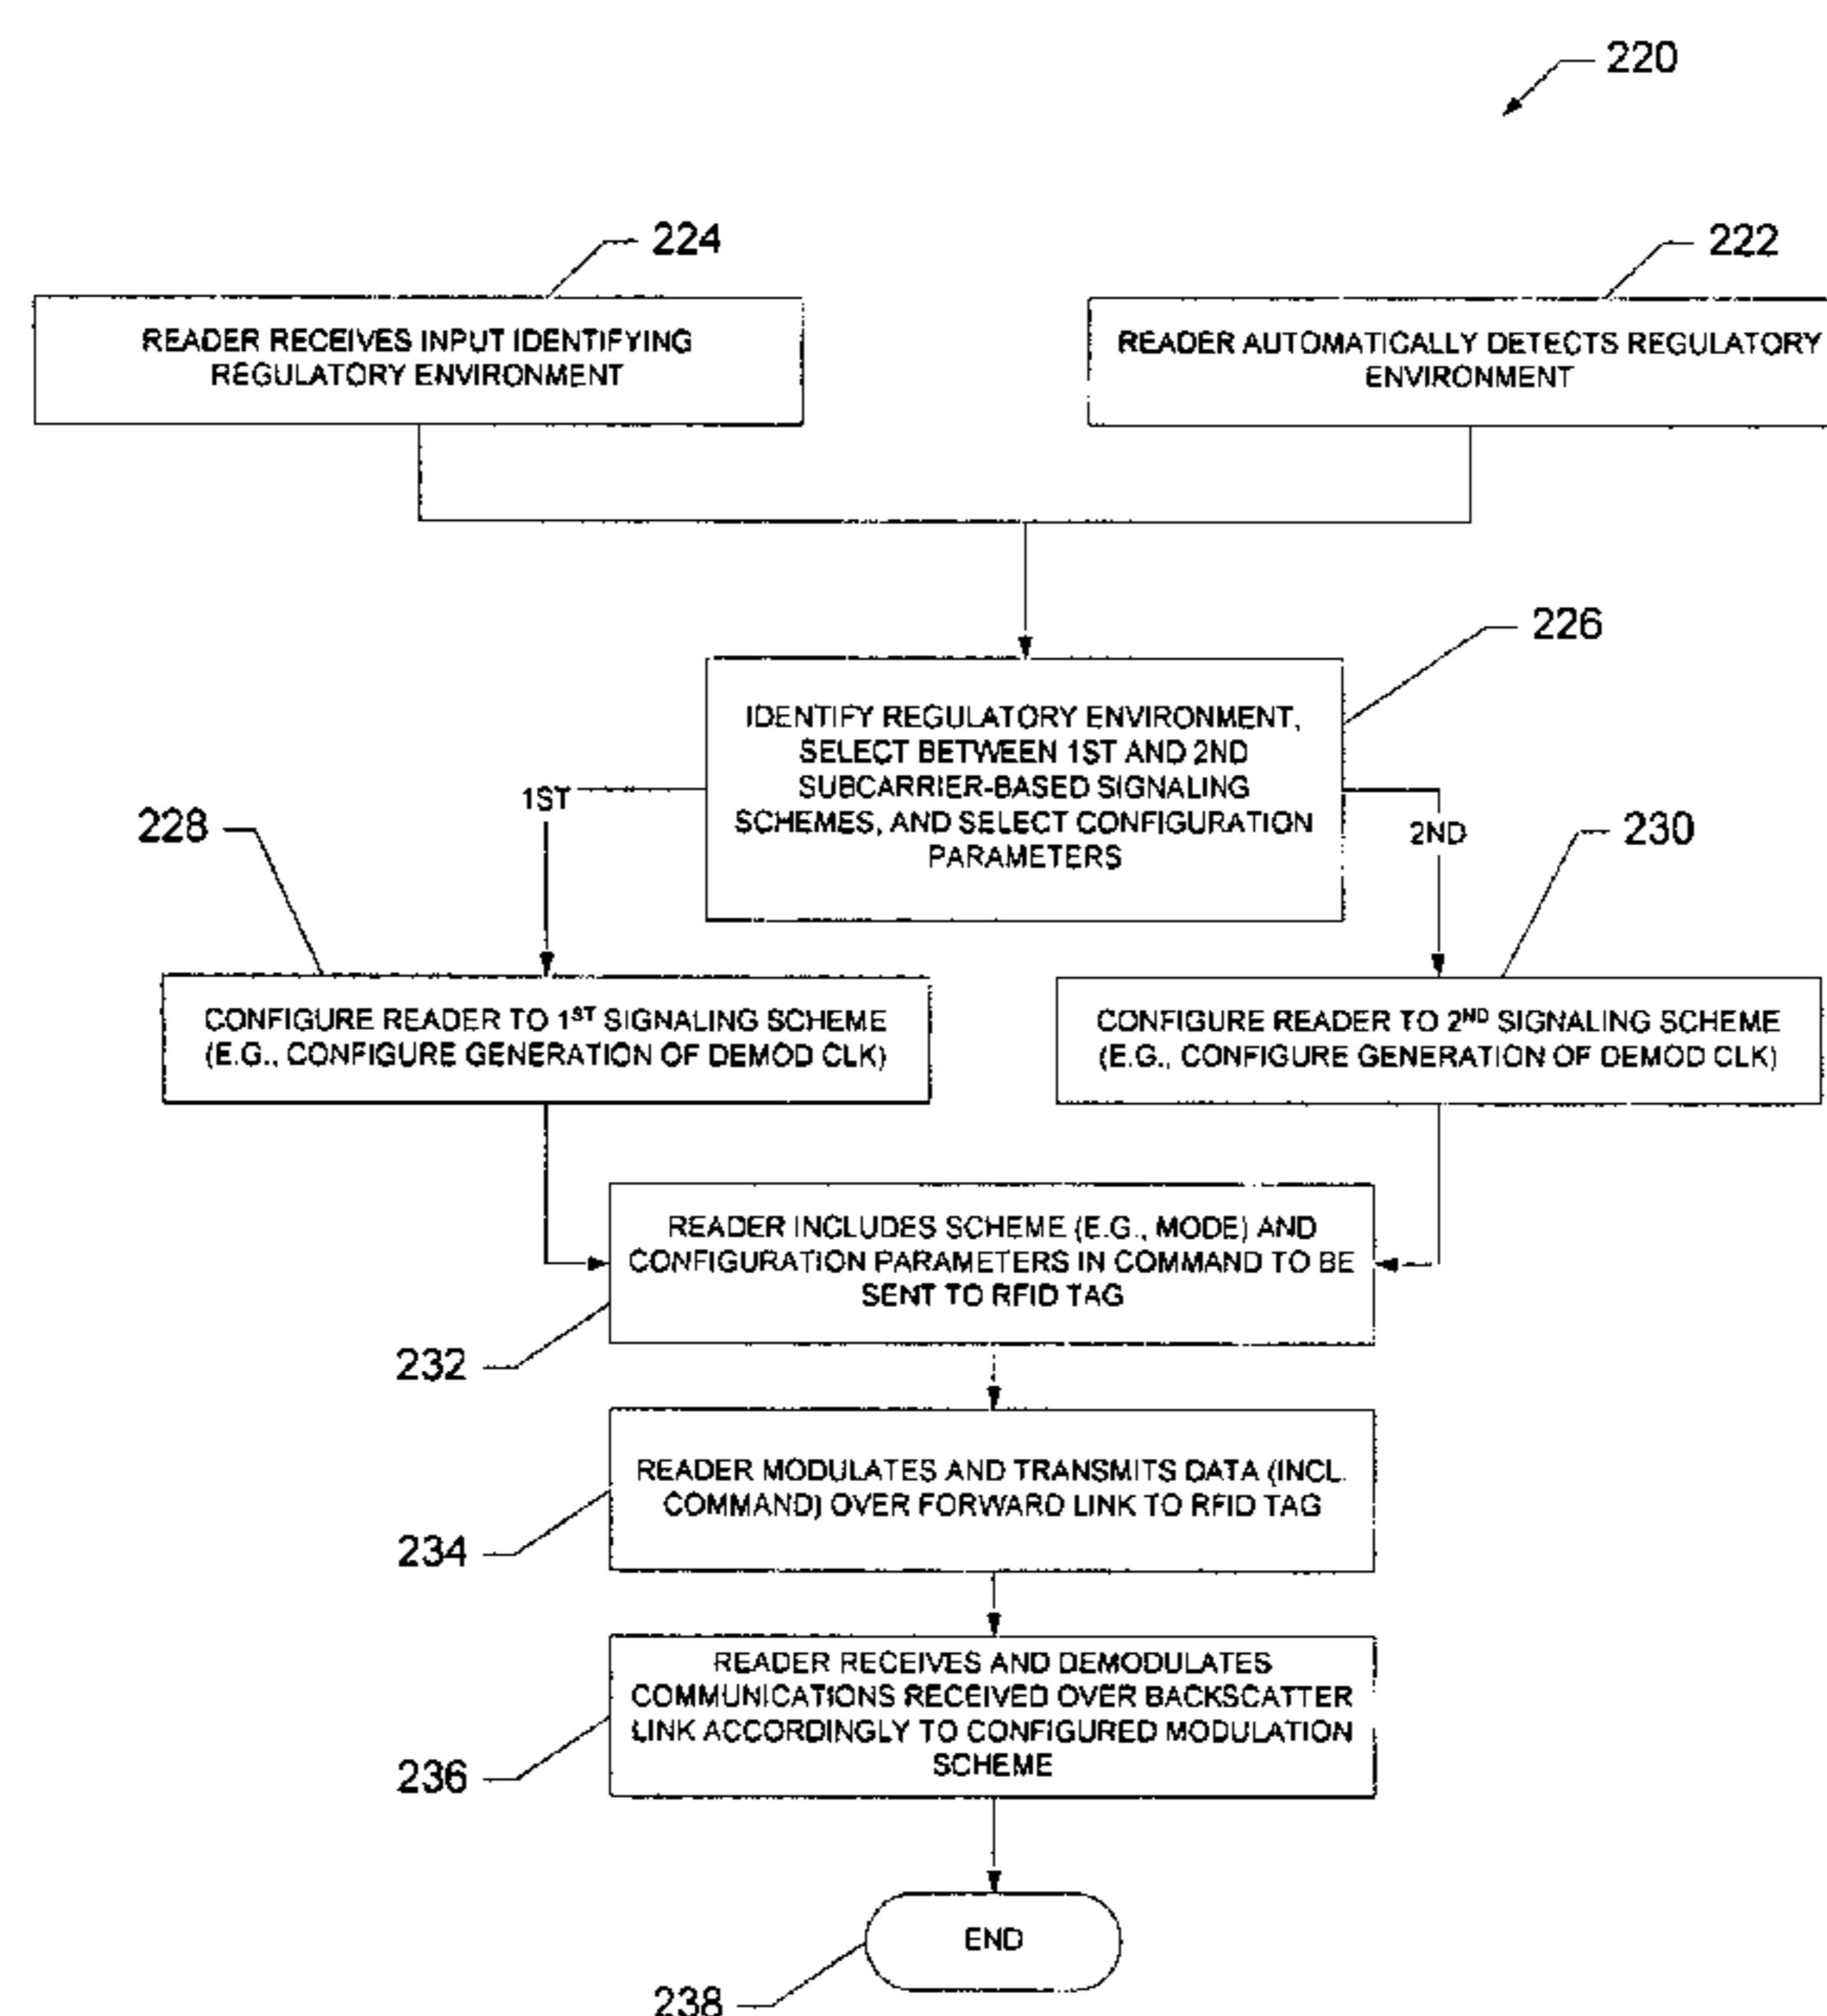 220
224
222
READER RECEIVES INPUT IDENTIFYING
REGULATORY ENVIRONMENT
READER AUTOMATICALLY DETECTS REGULATORY
ENVIRONMENT
226
IDENTIFY REGULATORY ENVIRONMENT,
SELECT BETWEEN 1ST AND 2ND
SUBCARRIER-BASED SIGNALING
SCHEMES, AND SELECT CONFIGURATION
PARAMETERS
1ST
2ND
228
230
CONFIGURE READER TO 1ST SIGNALING SCHEME
(E.G., CONFIGURE GENERATION OF DEMOD CLK)
CONFIGURE READER TO 2ND SIGNALING SCHEME
(E.G., CONFIGURE GENERATION OF DEMOD CLK)
READER INCLUDES SCHEME (E.G., MODE) AND
CONFIGURATION PARAMETERS IN COMMAND TO BE
SENT TO RFID TAG
232
READER MODULATES AND TRANSMITS DATA (INCL.
COMMAND) OVER FORWARD LINK TO RFID TAG
234
READER RECEIVES AND DEMODULATES
COMMUNICATIONS RECEIVED OVER BACKSCATTER
LINK ACCORDINGLY TO CONFIGURED MODULATION
SCHEME
236
END
238